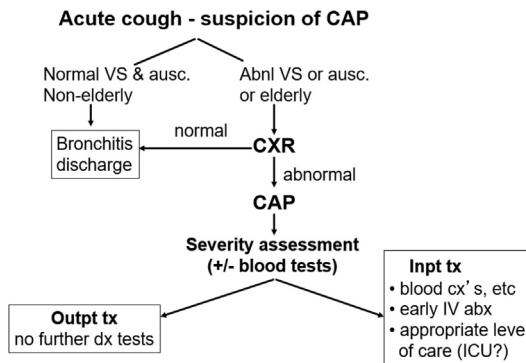 Acute cough - suspicion of CAP
Normal VS & ausc.
Non-elderly
Abnl VS or ausc.
or elderly
normal
Bronchitis
discharge
CXR
abnormal
CAP
Severity assessment
(+/- blood tests)
Outpt tx
no further dx tests
Inpt tx
• blood cx's, etc
• early IV abx
• appropriate level
of care (ICU?)